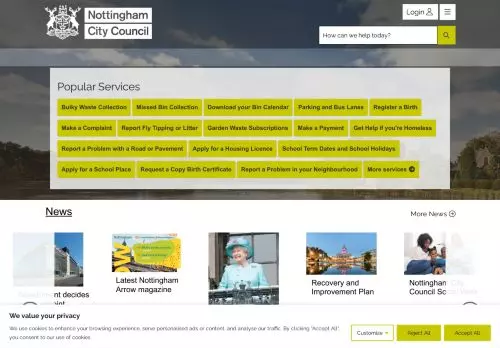 Nottingham
City Council
Login
How can we help today?
Popular Services
Bulky Waste Collection
Missed Bin Collection
Download your Bin Calendar
Parking and Bus Lanes
Register a Birth
Make a Complaint
Report Fly Tipping or Litter
Garden Waste Subscriptions
Make a Payment
Get Help if you're Homeless
Report a Problem with a Road or Pavement
Apply for a Housing Licence
School Term Dates and School Holidays
Apply for a School Place
Request a Copy Birth Certificate
Report a Problem in your Neighbourhood
More services
News
More News
Nottingham
Latest Nottingham
Arrow magazine
Recovery and
Improvement Plan
Nottingham City
Council
decides
We value your privacy
We use cookies to enhance your browsing experience, serve personalised ads or content, and analyse our traffic. By clicking "Accept All",
you consent to our use of cookies.
Customize
Reject All
Accept All